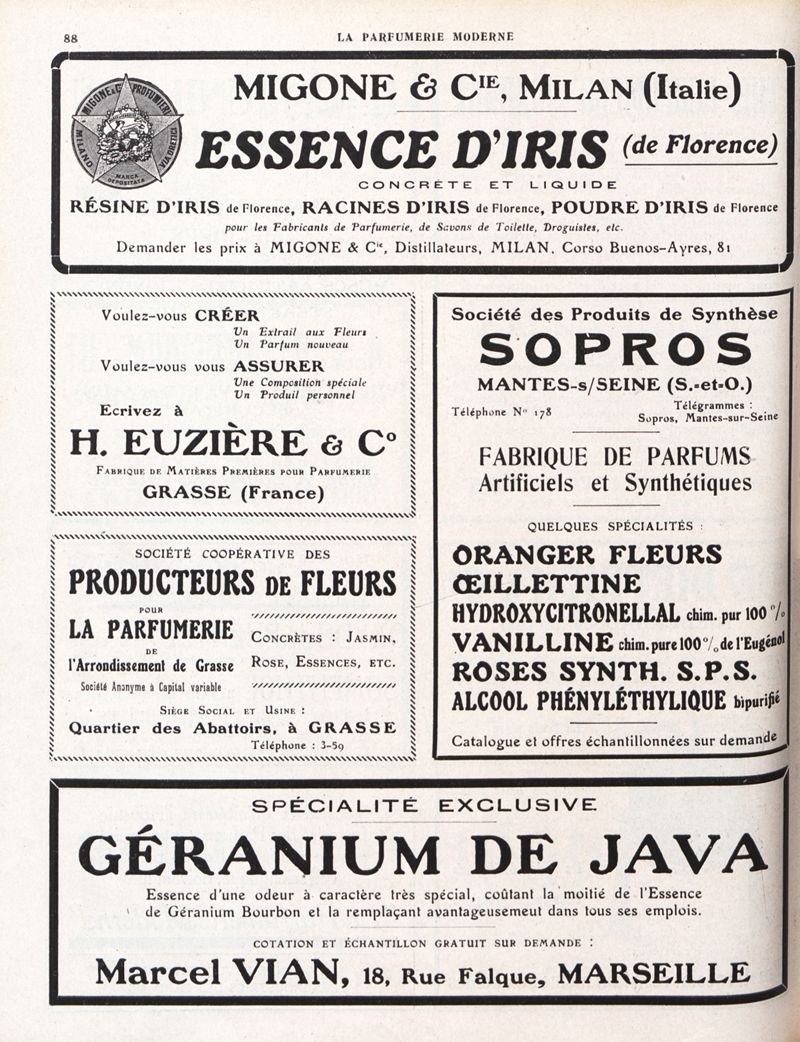 88
LA PARFUMERIE MODERNE
MIGONE & C PROFUMIERI
MILANO
VIA OREFICI
MARCA
DEPOSITATA
MIGONE & CIE, MILAN (Italie)
ESSENCE D'IRIS (de Florence)
CONCRÈTE ET LIQUIDE
RÉSINE D'IRIS de Florence, RACINES D'IRIS de Florence, POUDRE D'IRIS de Florence
pour les Fabricants de Parfumerie, de Savons de Toilette, Droguistes, etc.
Demander les prix à MIGONE & Cie, Distillateurs, MILAN, Corso Buenos-Ayres, 81
Voulez-vous CRÉER
Un Extrait aux Fleurs
Un Parfum nouveau
Voulez-vous vous ASSURER
Une Composition spéciale
Un Produit personnel
Ecrivez à
H. EUZIÈRE & Co
FABRIQUE DE MATIÈRES PREMIÈRES POUR PARFUMERIE
GRASSE (France)
SOCIÉTÉ COOPÉRATIVE DES
PRODUCTEURS DE FLEURS
POUR
LA PARFUMERIE
DE
l'Arrondissement de Grasse
Société Anonyme à Capital variable
CONCRÈTES : JASMIN,
ROSE, ESSENCES, ETC.
SIÈGE SOCIAL ET USINE :
Quartier des Abattoirs, à GRASSE
Téléphone : 3-59
Société des Produits de Synthèse
SOPROS
MANTES-s/SEINE (S.-et-O.)
Téléphone No 178
Télégrammes :
Sopros, Mantes-sur-Seine
FABRIQUE DE PARFUMS
Artificiels et Synthétiques
QUELQUES SPÉCIALITÉS :
ORANGER FLEURS
ŒILLETTINE
HYDROXYCITRONELLAL chim. pur 100 %
VANILLINE chim. pure 100 % de l'Eugénol
ROSES SYNTH. S.P.S.
ALCOOL PHÉNYLÉTHYLIQUE bipurifié
Catalogue et offres échantillonnées sur demande
SPÉCIALITÉ EXCLUSIVE
GÉRANIUM DE JAVA
Essence d'une odeur à caractère très spécial, coûtant la moitié de l'Essence
de Géranium Bourbon et la remplaçant avantageusemeut dans tous ses emplois.
COTATION ET ÉCHANTILLON GRATUIT SUR DEMANDE :
Marcel VIAN, 18, Rue Falque, MARSEILLE